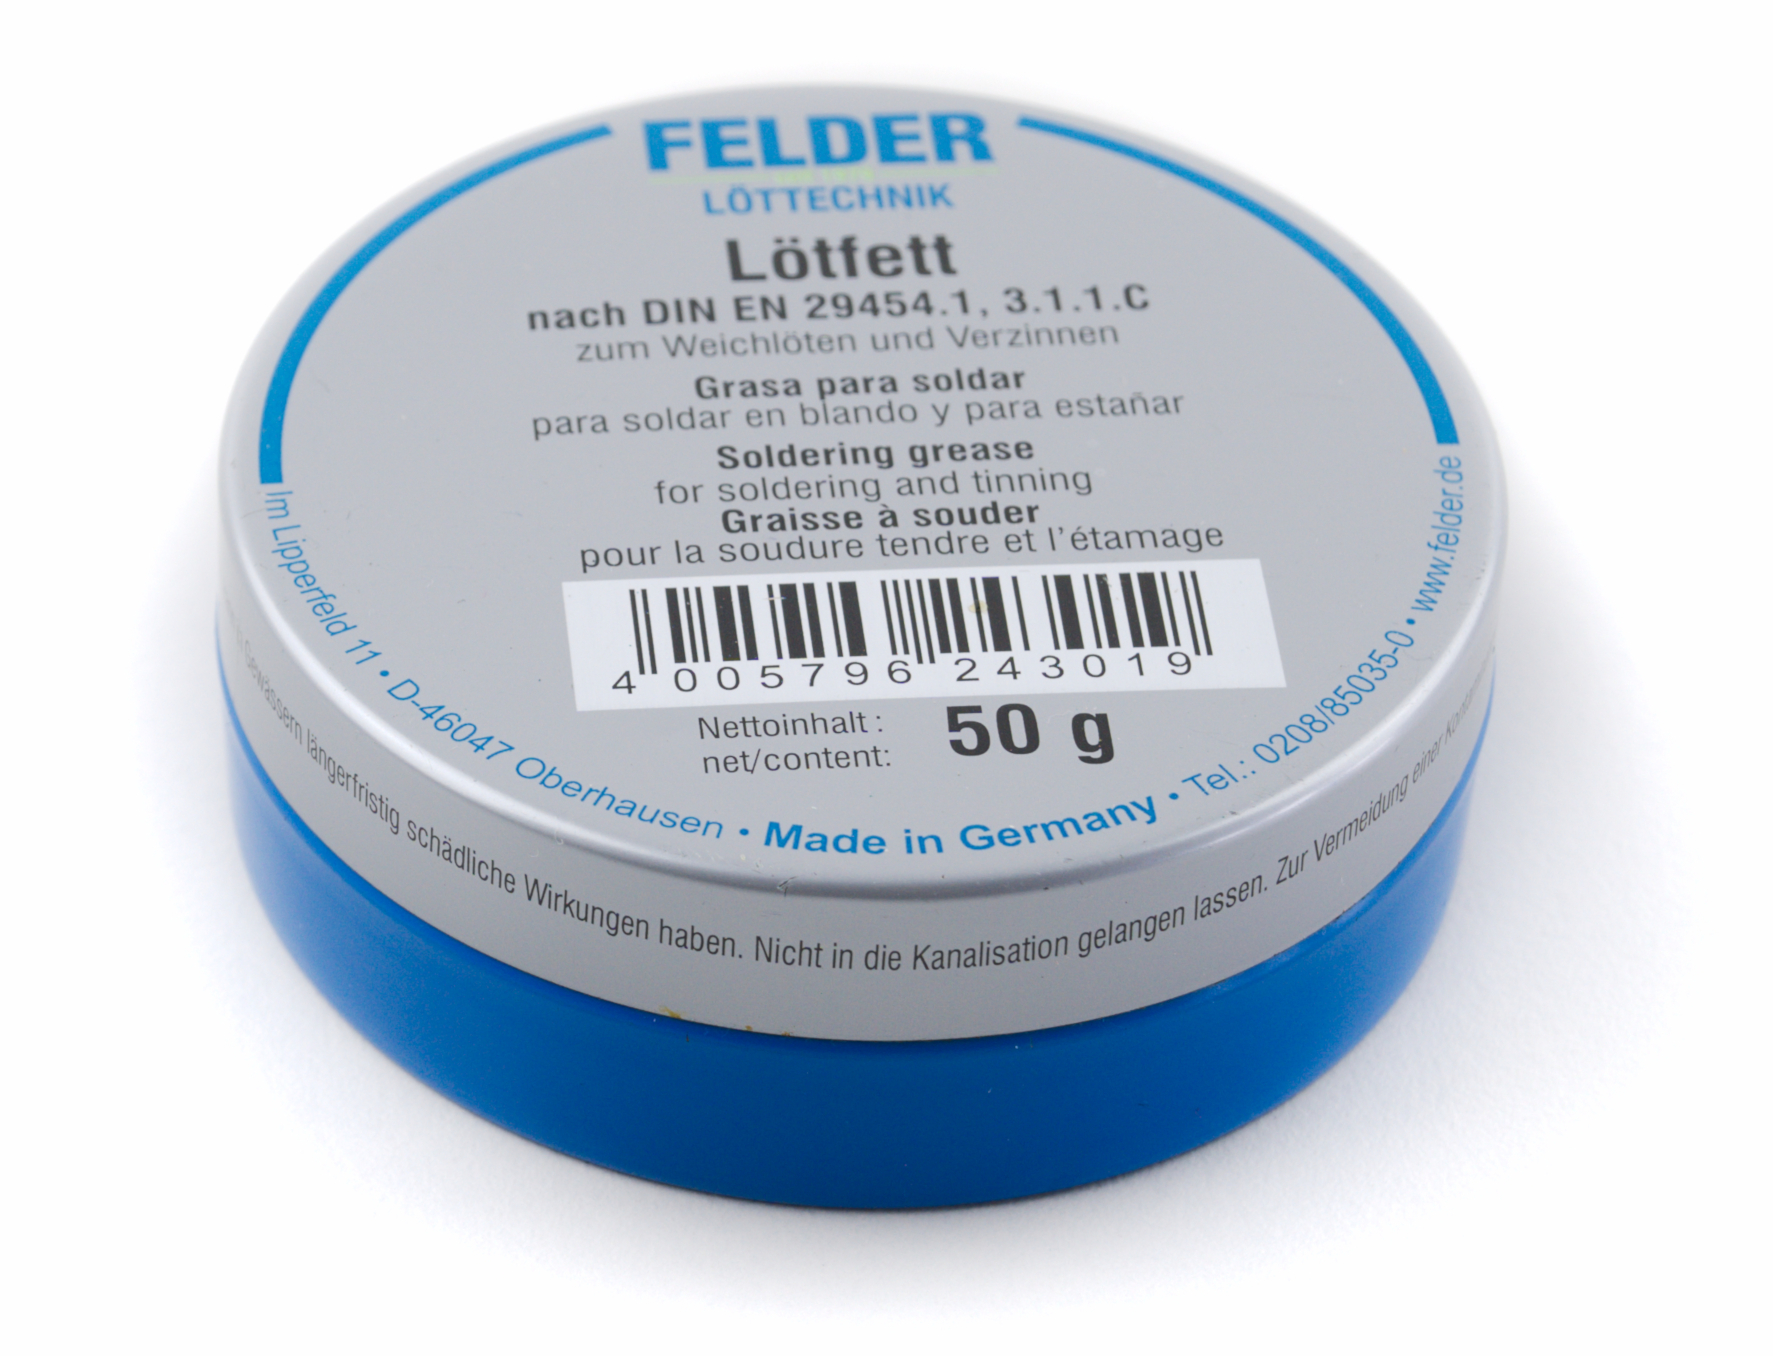 FELDER
LÖTTECHNIK
Lötfett
nach DIN EN 29454.1, 3.1.1.C
zum Weichlöten und Verzinnen
Grasa para soldar
para soldar en blando y para estañar
Soldering grease
for soldering and tinning
Graisse à souder
pour la soudure tendre et l'étamage
4 005796 243019
Nettoinhalt: 50 g
net/content:
Im Lipperfeld 11 • D-46047 Oberhausen • Made in Germany • Tel.: 0208/85035-0 • www.felder.de
Gewässern längerfristig schädliche Wirkungen haben. Nicht in die Kanalisation gelangen lassen. Zur Vermeidung einer